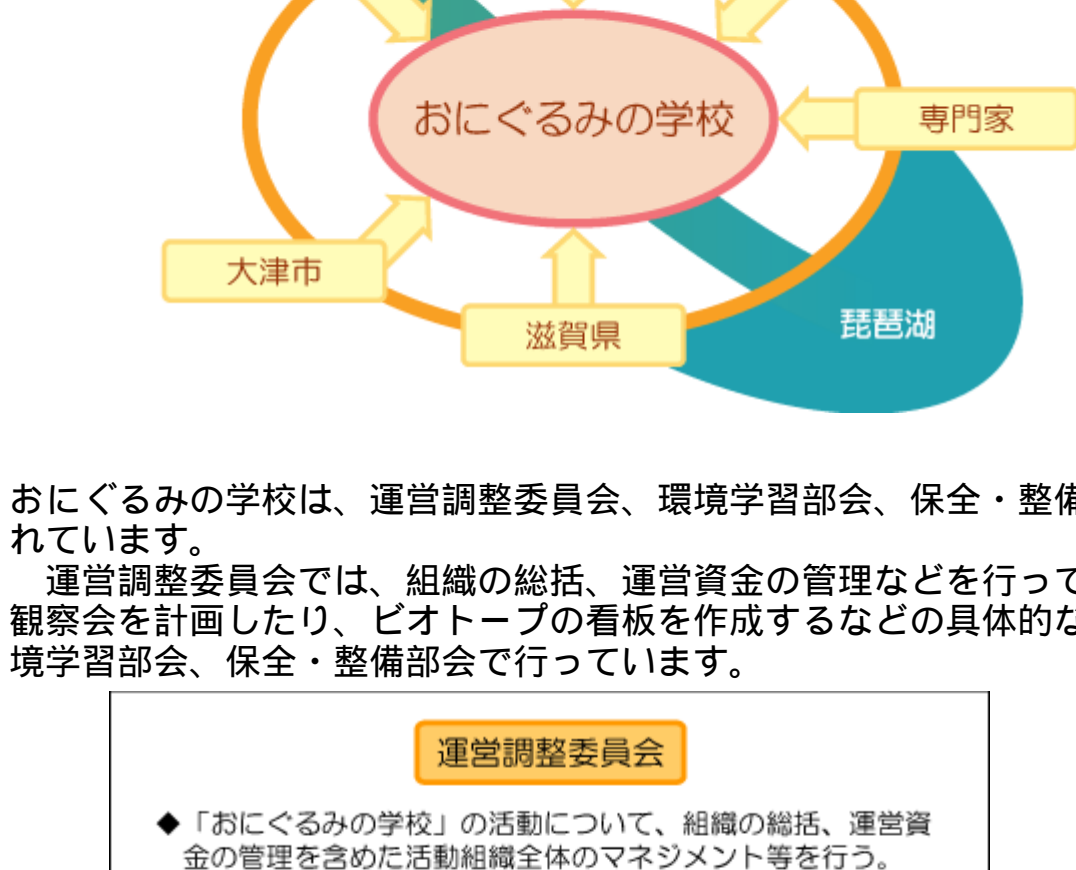 おにぐるみの学校
専門家
大津市
滋賀県
琵琶湖
おにぐるみの学校は、運営調整委員会、環境学習部会、保全・整備
れています。
運営調整委員会では、組織の総括、運営資金の管理などを行って
観察会を計画したり、ビオトープの看板を作成するなどの具体的な
境学習部会、保全・整備部会で行っています。
運営調整委員会
◆「おにぐるみの学校」の活動について、組織の総括、運営資
金の管理を含めた活動組織全体のマネジメント等を行う。